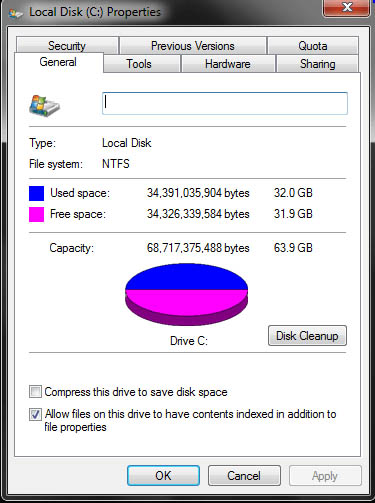 Local Disk (C:) Properties
Security Previous Versions Quota
General Tools Hardware Sharing
Type: Local Disk
File system: NTFS
Used space: 34,391,035,904 bytes 32.0 GB
Free space: 34,326,339,584 bytes 31.9 GB
Capacity: 68,717,375,488 bytes 63.9 GB
Drive C:
Disk Cleanup
Compress this drive to save disk space
Allow files on this drive to have contents indexed in addition to
file properties
OK Cancel Apply